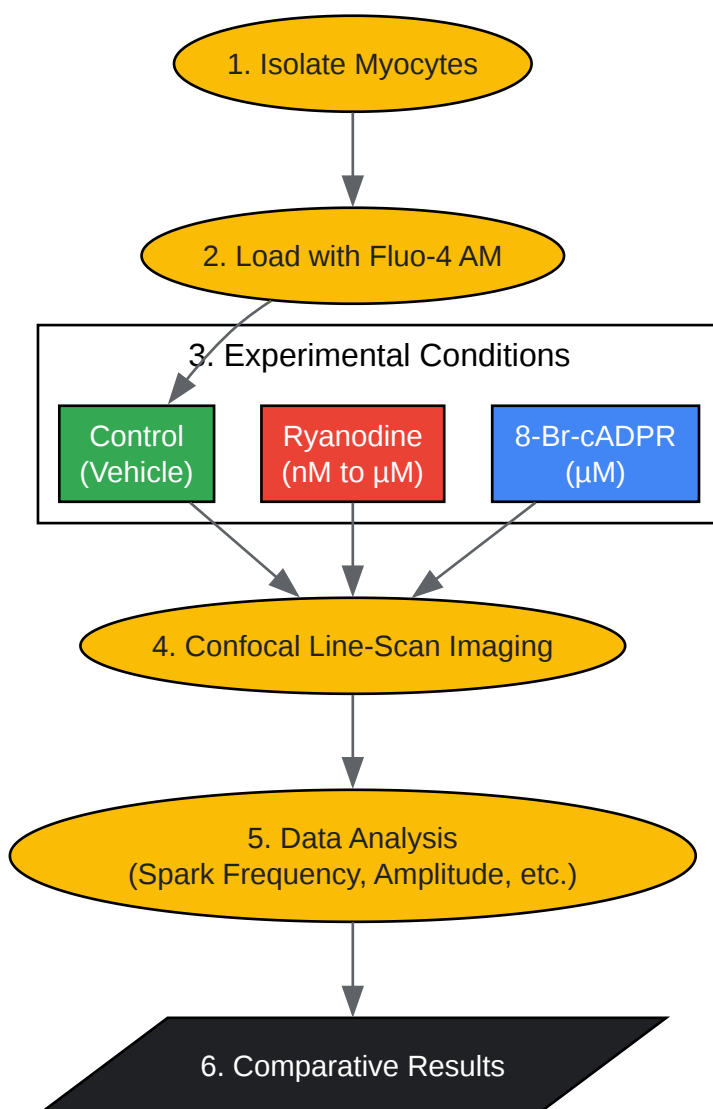 1. Isolate Myocytes
2. Load with Fluo-4 AM
3. Experimental Conditions
Control
(Vehicle)
Ryanodine
(nM to µM)
8-Br-cADPR
(µM)
4. Confocal Line-Scan Imaging
5. Data Analysis
(Spark Frequency, Amplitude, etc.)
6. Comparative Results